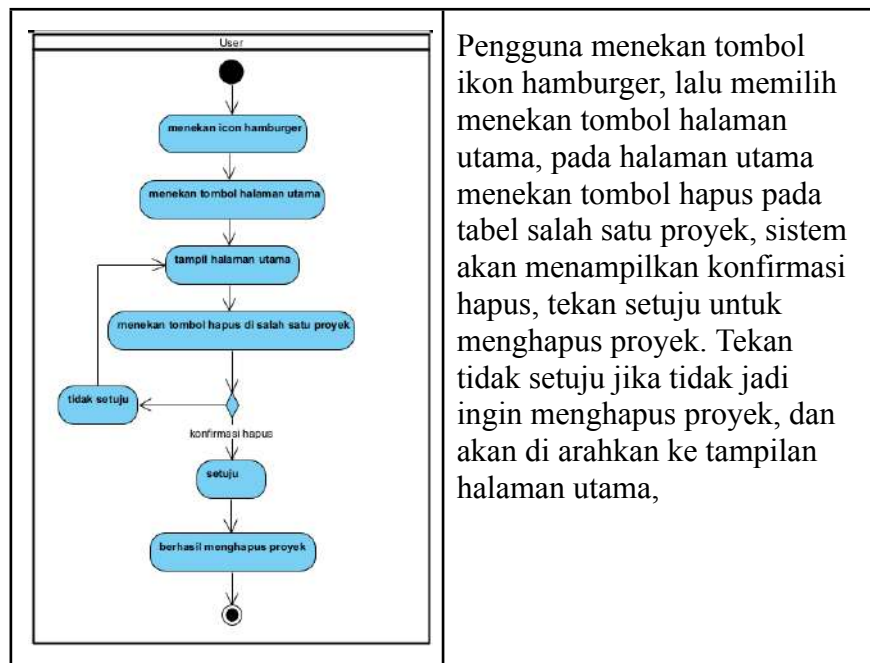 User
menekan icon hamburger
menekan tombol halaman utama
tampil halaman utama
menekan tombol hapus di salah satu proyek
tidak setuju
konfirmasi hapus
setuju
berhasil menghapus proyek
Pengguna menekan tombol
ikon hamburger, lalu memilih
menekan tombol halaman
utama, pada halaman utama
menekan tombol hapus pada
tabel salah satu proyek, sistem
akan menampilkan konfirmasi
hapus, tekan setuju untuk
menghapus proyek. Tekan
tidak setuju jika tidak jadi
ingin menghapus proyek, dan
akan di arahkan ke tampilan
halaman utama,